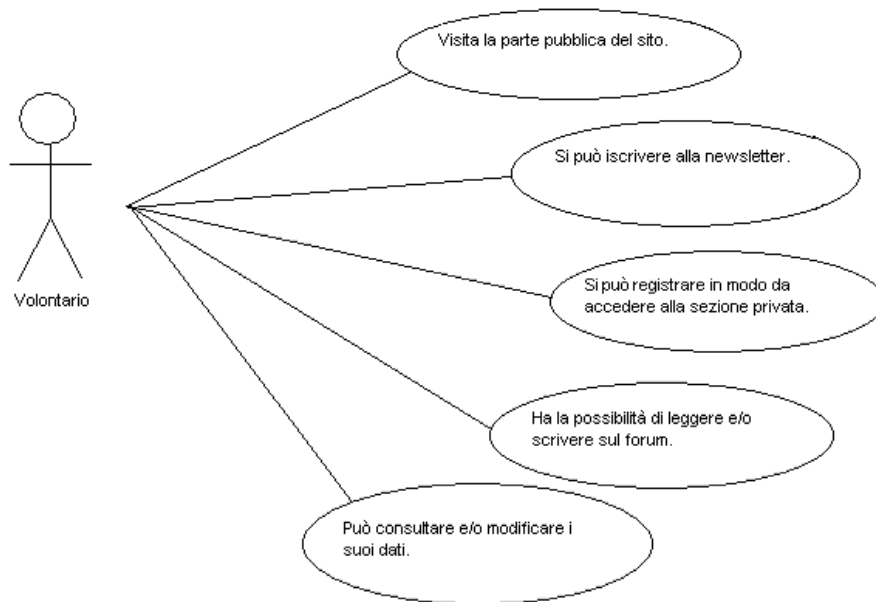 Visita la parte pubblica del sito.
Si può iscrivere alla newsletter.
Si può registrare in modo da
accedere alla sezione privata.
Volontario
Ha la possibilità di leggere e/o
scrivere sul forum.
Può consultare e/o modificare i
suoi dati.